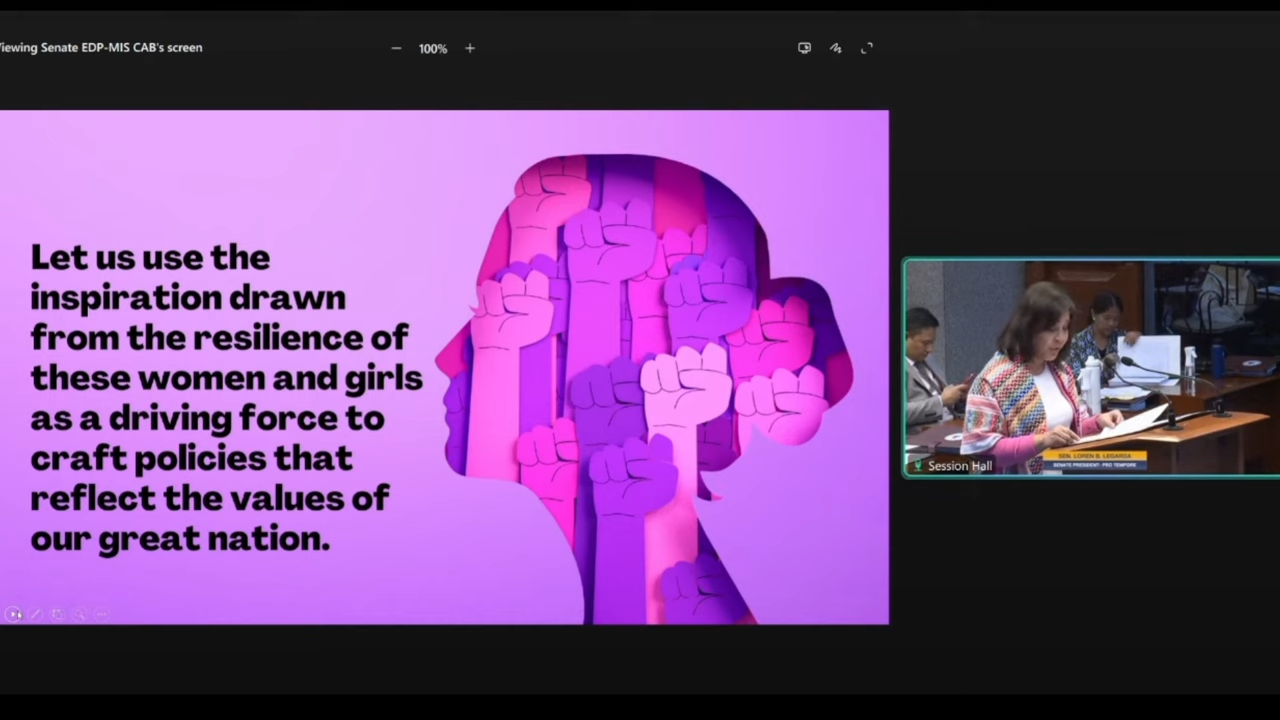 iewing Senate EDP-MIS CAB's screen
100%
Let us use the
inspiration drawn
from the resilience of
these women and girls
as a driving force to
craft policies that
reflect the values of
our great nation.
Session Hall
SEN. LOREN B. LEGARDA
SENATE PRESIDENT PRO TEMPORE